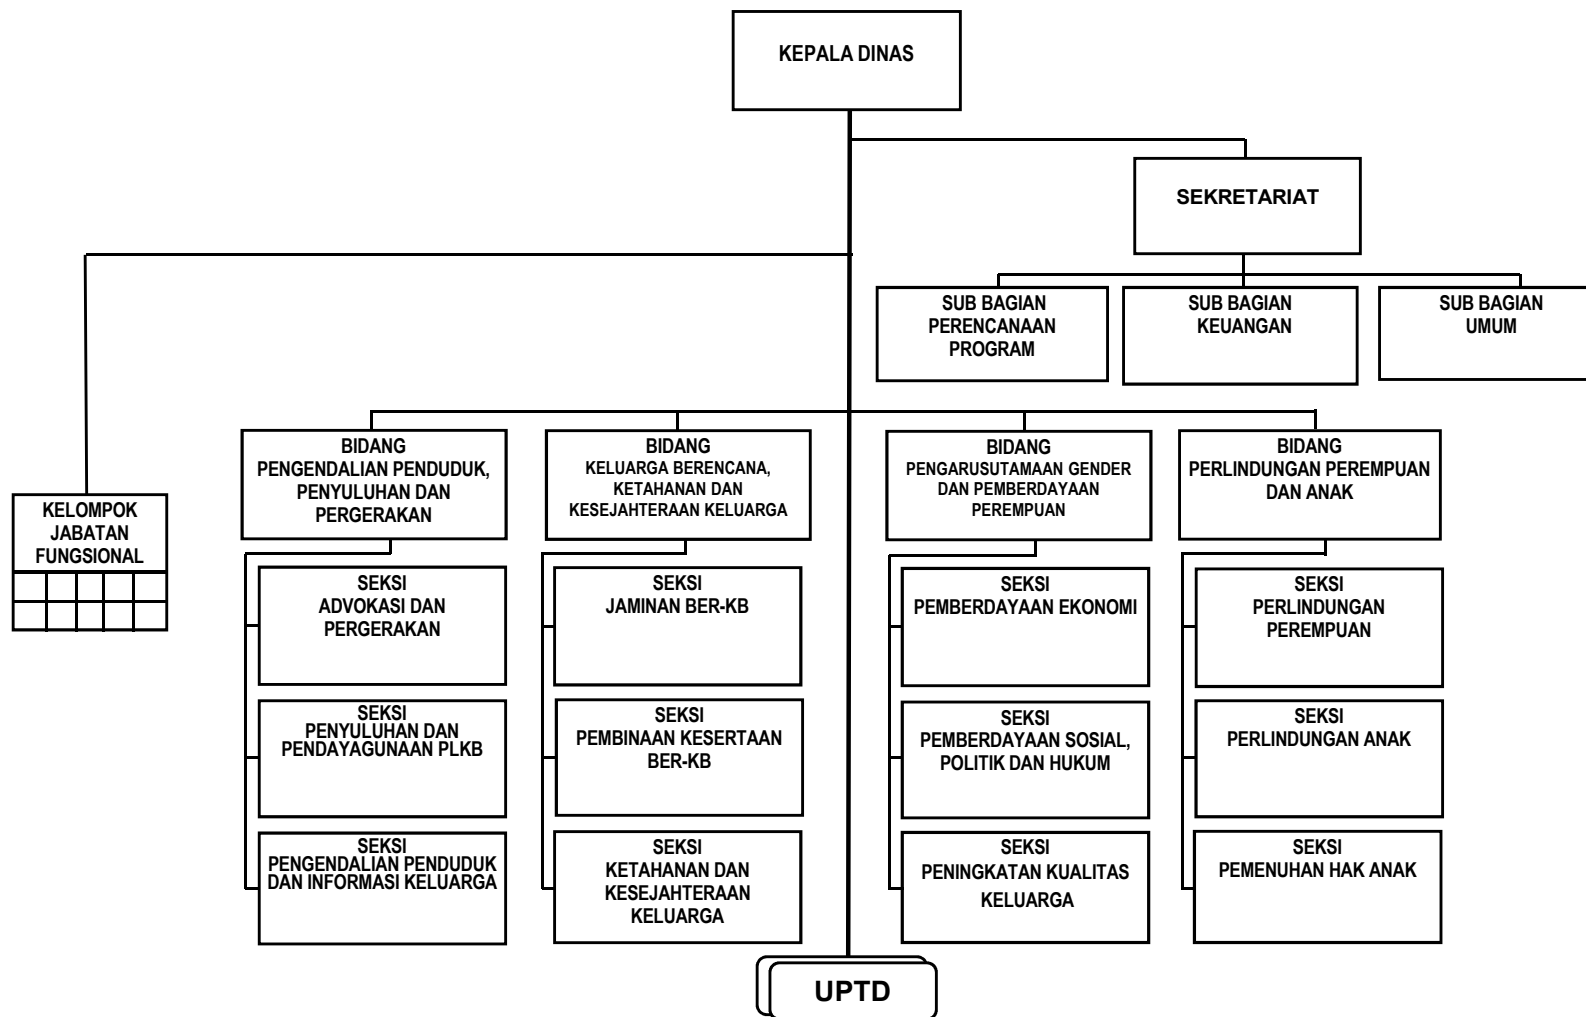 KEPALA DINAS
SEKRETARIAT
SUB BAGIAN
PERENCANAAN
PROGRAM
SUB BAGIAN
KEUANGAN
SUB BAGIAN
UMUM
KELOMPOK
JABATAN
FUNGSIONAL
BIDANG
PENGENDALIAN PENDUDUK,
PENYULUHAN DAN
PERGERAKAN
BIDANG
KELUARGA BERENCANA,
KETAHANAN DAN
KESEJAHTERAAN KELUARGA
BIDANG
PENGARUSUTAMAAN GENDER
DAN PEMBERDAYAAN
PEREMPUAN
BIDANG
PERLINDUNGAN PEREMPUAN
DAN ANAK
SEKSI
ADVOKASI DAN
PERGERAKAN
SEKSI
JAMINAN BER-KB
SEKSI
PEMBERDAYAAN EKONOMI
SEKSI
PERLINDUNGAN
PEREMPUAN
SEKSI
PENYULUHAN DAN
PENDAYAGUNAAN PLKB
SEKSI
PEMBINAAN KESERTAAN
BER-KB
SEKSI
PEMBERDAYAAN SOSIAL,
POLITIK DAN HUKUM
SEKSI
PERLINDUNGAN ANAK
SEKSI
PENGENDALIAN PENDUDUK
DAN INFORMASI KELUARGA
SEKSI
KETAHANAN DAN
KESEJAHTERAAN
KELUARGA
SEKSI
PENINGKATAN KUALITAS
KELUARGA
SEKSI
PEMENUHAN HAK ANAK
UPTD